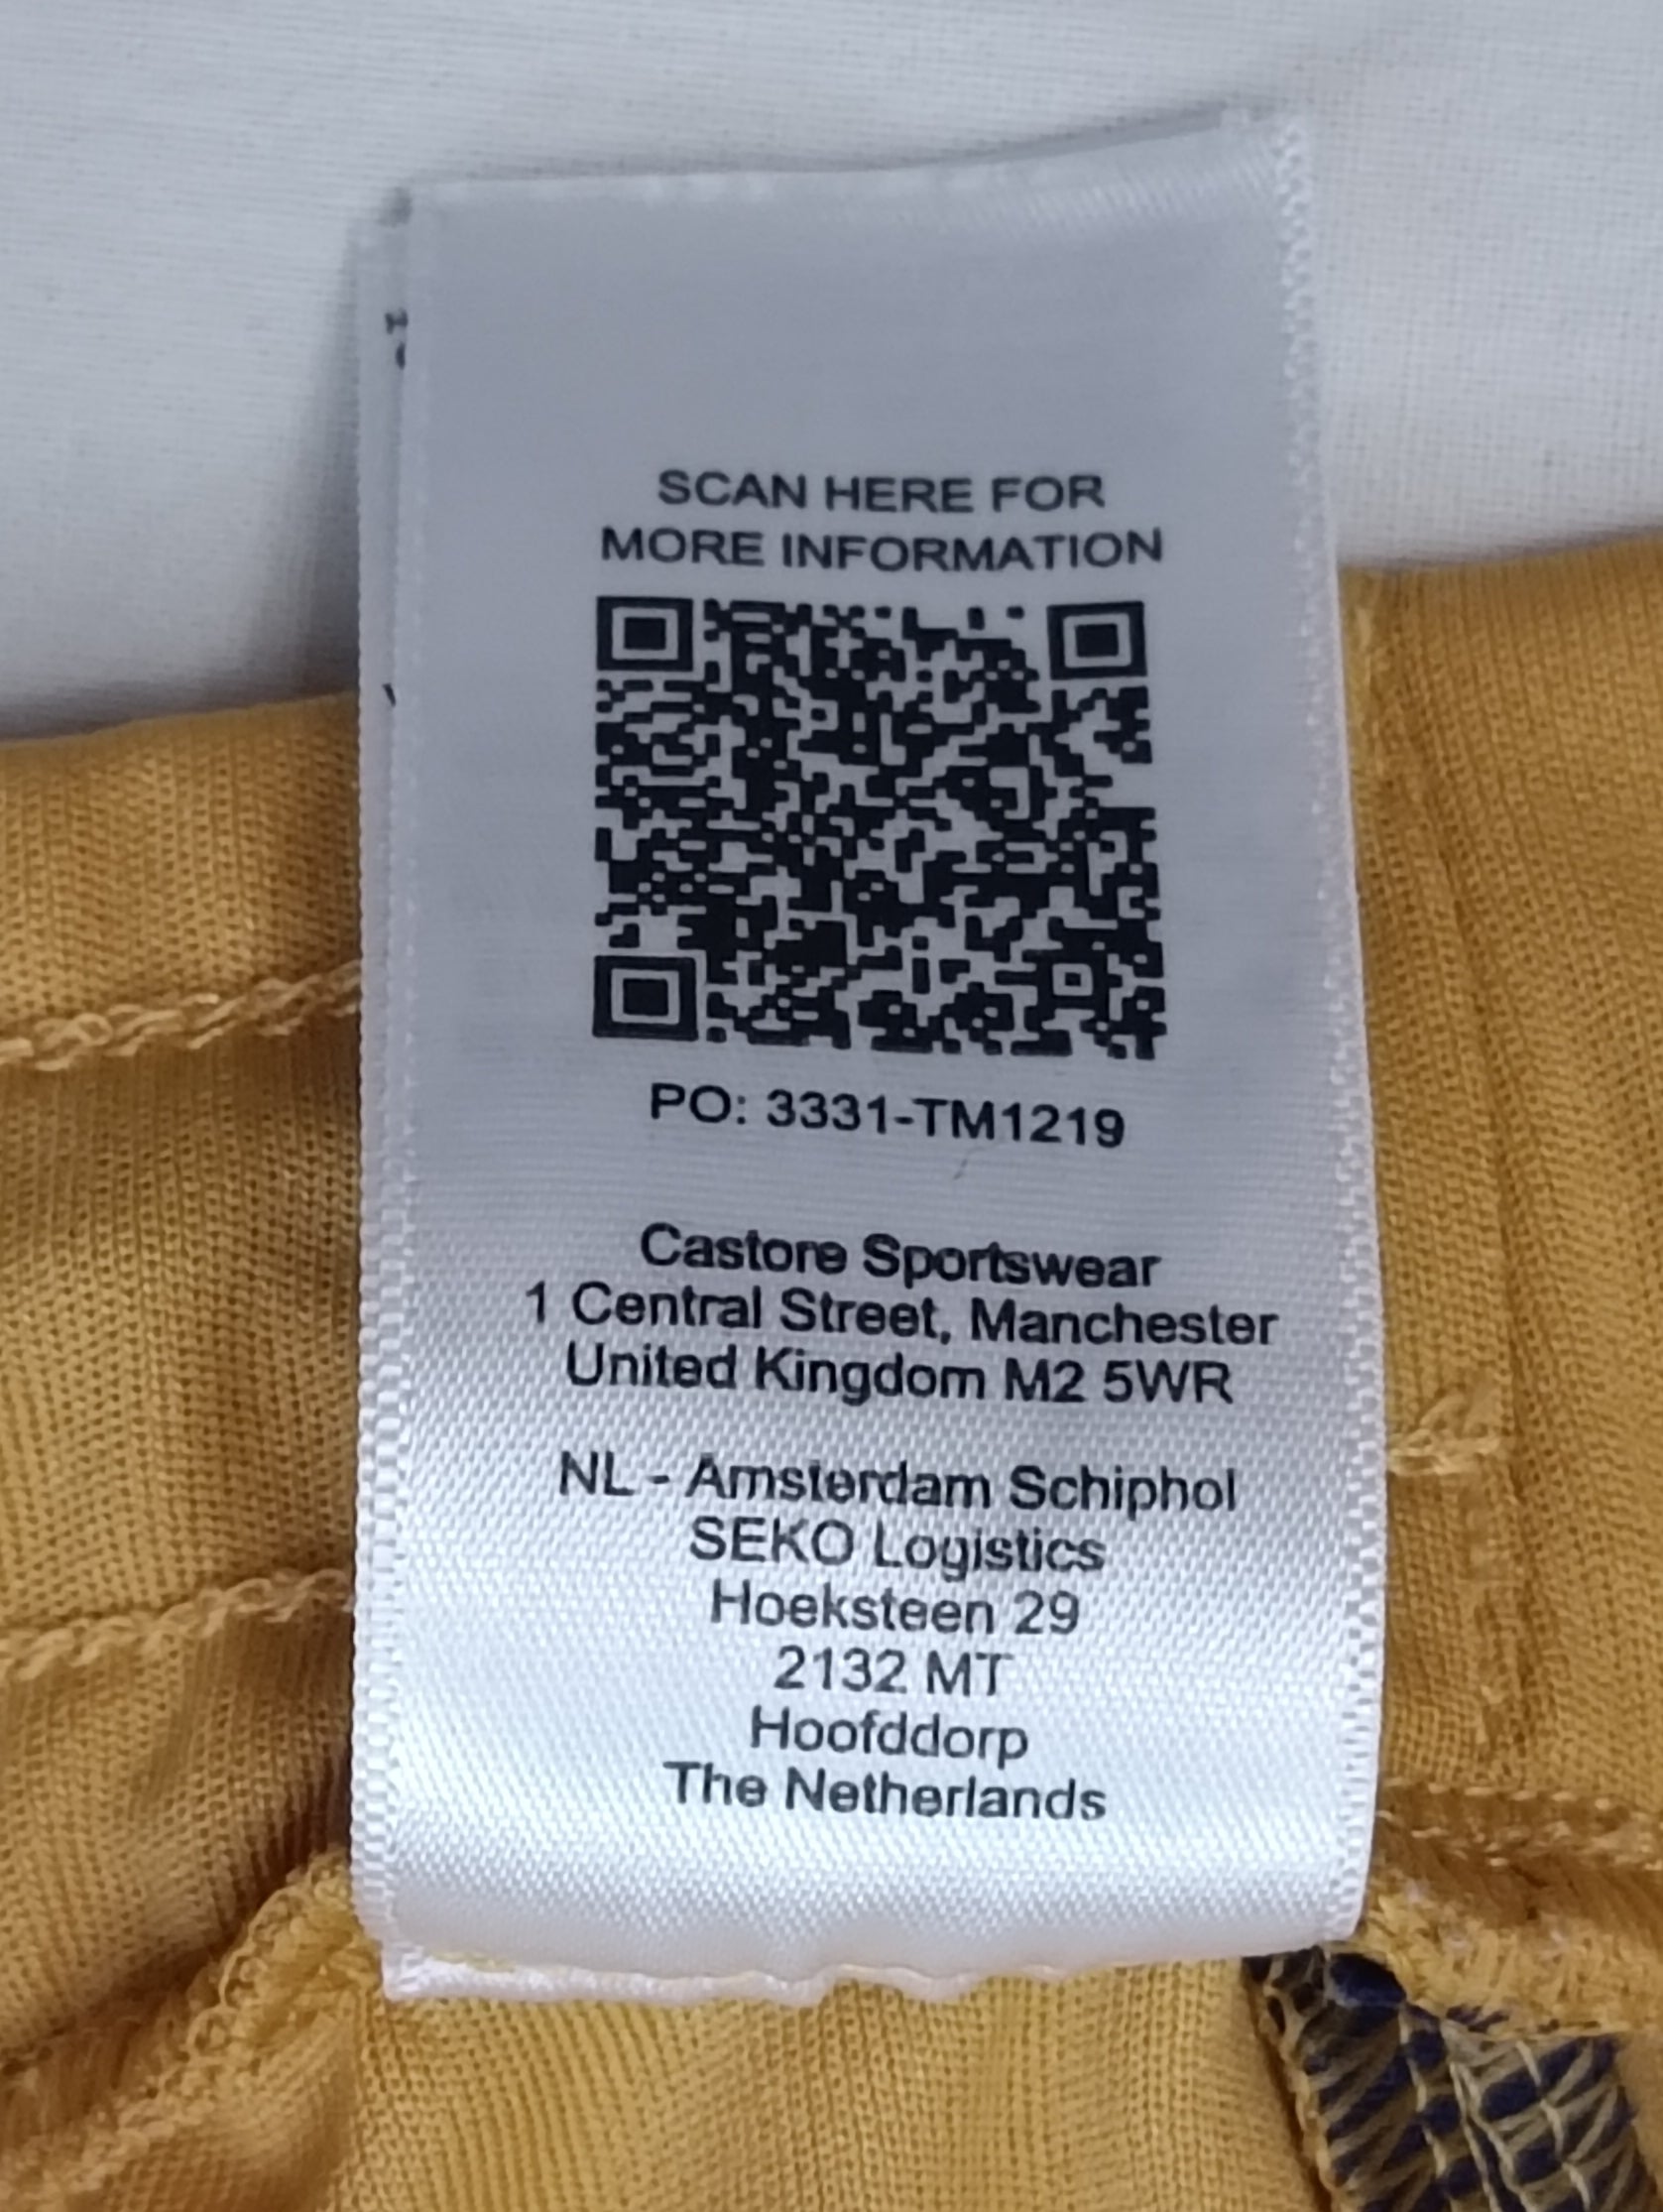 SCAN HERE FOR
MORE INFORMATION
PO: 3331-TM1219
Castore Sportswear
1 Central Street, Manchester
United Kingdom M2 5WR
NL - Amsterdam Schiphol
SEKO Logistics
Hoeksteen 29
2132 MT
Hoofddorp
The Netherlands